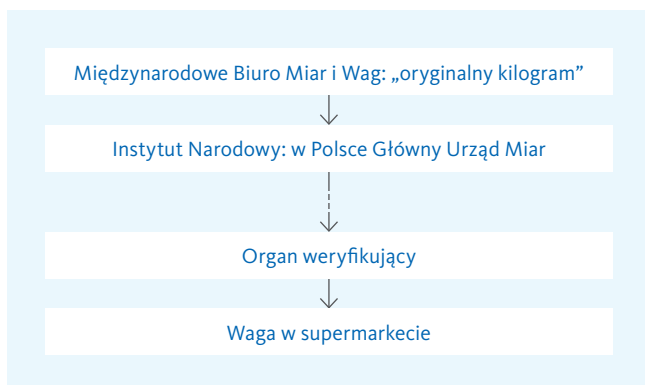 Międzynarodowe Biuro Miar i Wag: „oryginalny kilogram”
Instytut Narodowy: w Polsce Główny Urząd Miar
Organ weryfikujący
Waga w supermarkecie